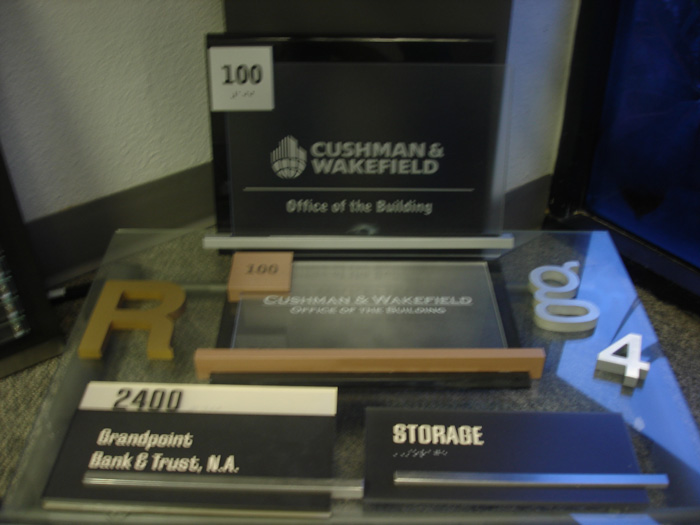 100
CUSHMAN &
WAKEFIELD
Office of the Building
100
CUSHMAN & WAKEFIELD
OFFICE OF THE BUILDING
R
g
4
2400
Grandpoint
Bank & Trust, N.A.
STORAGE